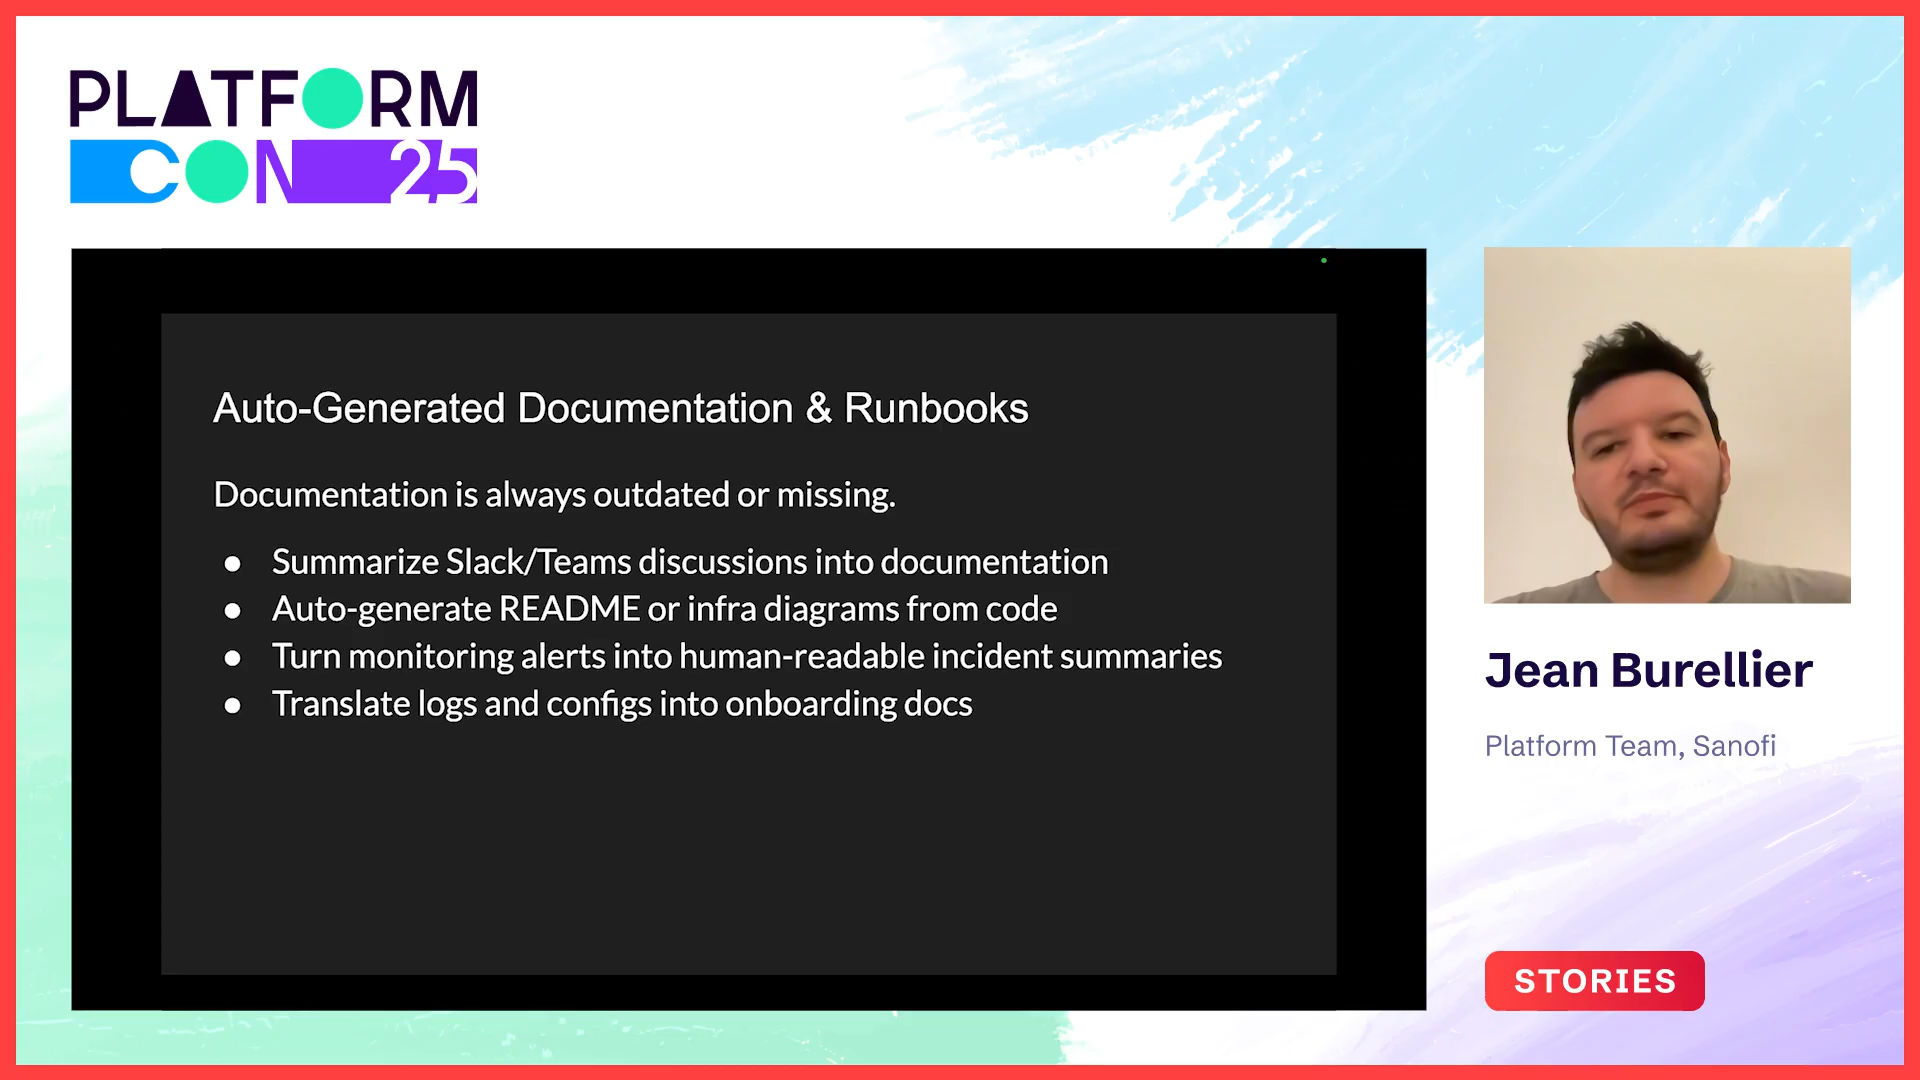 PLATFORM
CON 25
Auto-Generated Documentation & Runbooks
Documentation is always outdated or missing.
● Summarize Slack/Teams discussions into documentation
● Auto-generate README or infra diagrams from code
● Turn monitoring alerts into human-readable incident summaries
● Translate logs and configs into onboarding docs
Jean Burellier
Platform Team, Sanofi
STORIES